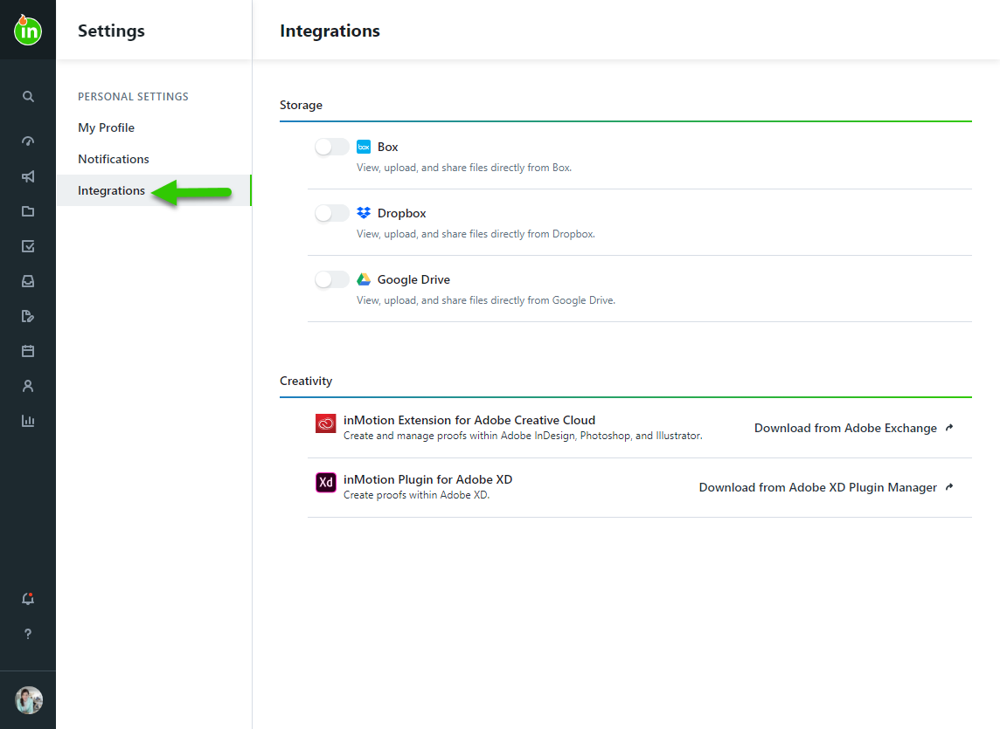 in
Settings
Integrations
PERSONAL SETTINGS
My Profile
Notifications
Integrations
Storage
box
Box
View, upload, and share files directly from Box.
Dropbox
View, upload, and share files directly from Dropbox.
Google Drive
View, upload, and share files directly from Google Drive.
Creativity
inMotion Extension for Adobe Creative Cloud
Create and manage proofs within Adobe InDesign, Photoshop, and Illustrator.
Download from Adobe Exchange
Xd
inMotion Plugin for Adobe XD
Create proofs within Adobe XD.
Download from Adobe XD Plugin Manager
?